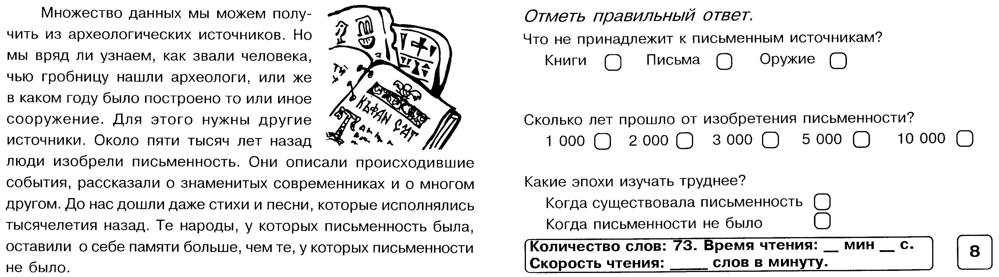 Множество данных мы можем полу-
чить из археологических источников. Но
мы вряд ли узнаем, как звали человека,
чью гробницу нашли археологи, или же
в каком году было построено то или иное
сооружение. Для этого нужны другие
источники. Около пяти тысяч лет назад
люди изобрели письменность. Они описали происходившие
события, рассказали о знаменитых современниках и о многом
другом. До нас дошли даже стихи и песни, которые исполнялись
тысячелетия назад. Те народы, у которых письменность была,
оставили о себе памяти больше, чем те, у которых письменности
не было.
КЪФАН
Отметь правильный ответ.
Что не принадлежит к письменным источникам?
Книги Письма Оружие
Сколько лет прошло от изобретения письменности?
1 000 2 000 3 000 5 000 10 000
Какие эпохи изучать труднее?
Когда существовала письменность
Когда письменности не было
Количество слов: 73. Время чтения: __ мин __ с.
Скорость чтения: _____ слов в минуту.
8